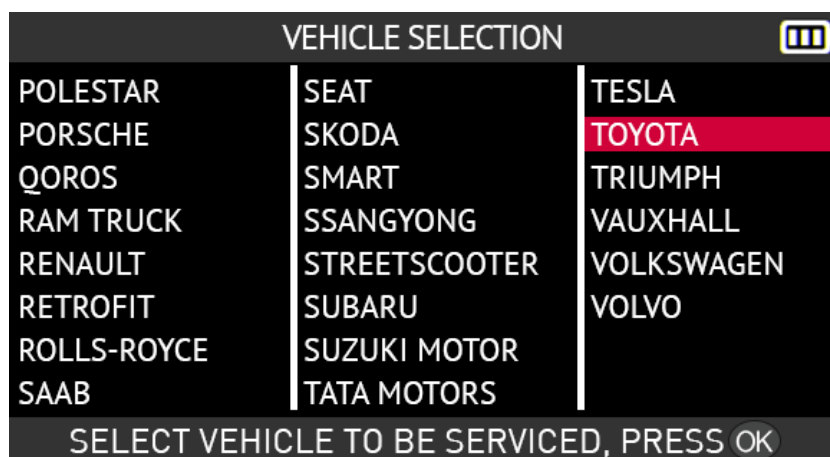 VEHICLE SELECTION
POLESTAR
PORSCHE
QOROS
RAM TRUCK
RENAULT
RETROFIT
ROLLS-ROYCE
SAAB
SEAT
SKODA
SMART
SSANGYONG
STREETSCOOTER
SUBARU
SUZUKI MOTOR
TATA MOTORS
TESLA
TOYOTA
TRIUMPH
VAUXHALL
VOLKSWAGEN
VOLVO
SELECT VEHICLE TO BE SERVICED, PRESS OK